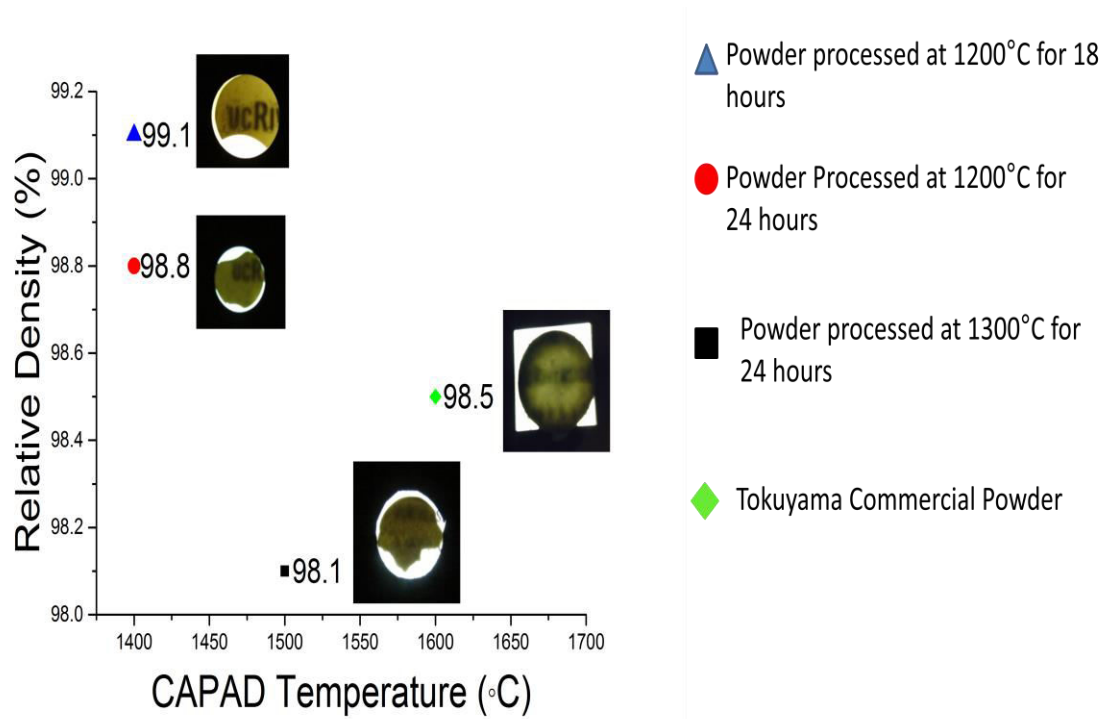 99.2
99.0
98.8
98.6
98.4
98.2
98.0
Relative Density (%)
1400
1450
1500
1550
1600
1650
1700
CAPAD Temperature (◦C)
99.1
98.8
98.5
98.1
ucRi
ucR
Powder processed at 1200°C for 18
hours
Powder Processed at 1200°C for
24 hours
Powder processed at 1300°C for
24 hours
Tokuyama Commercial Powder